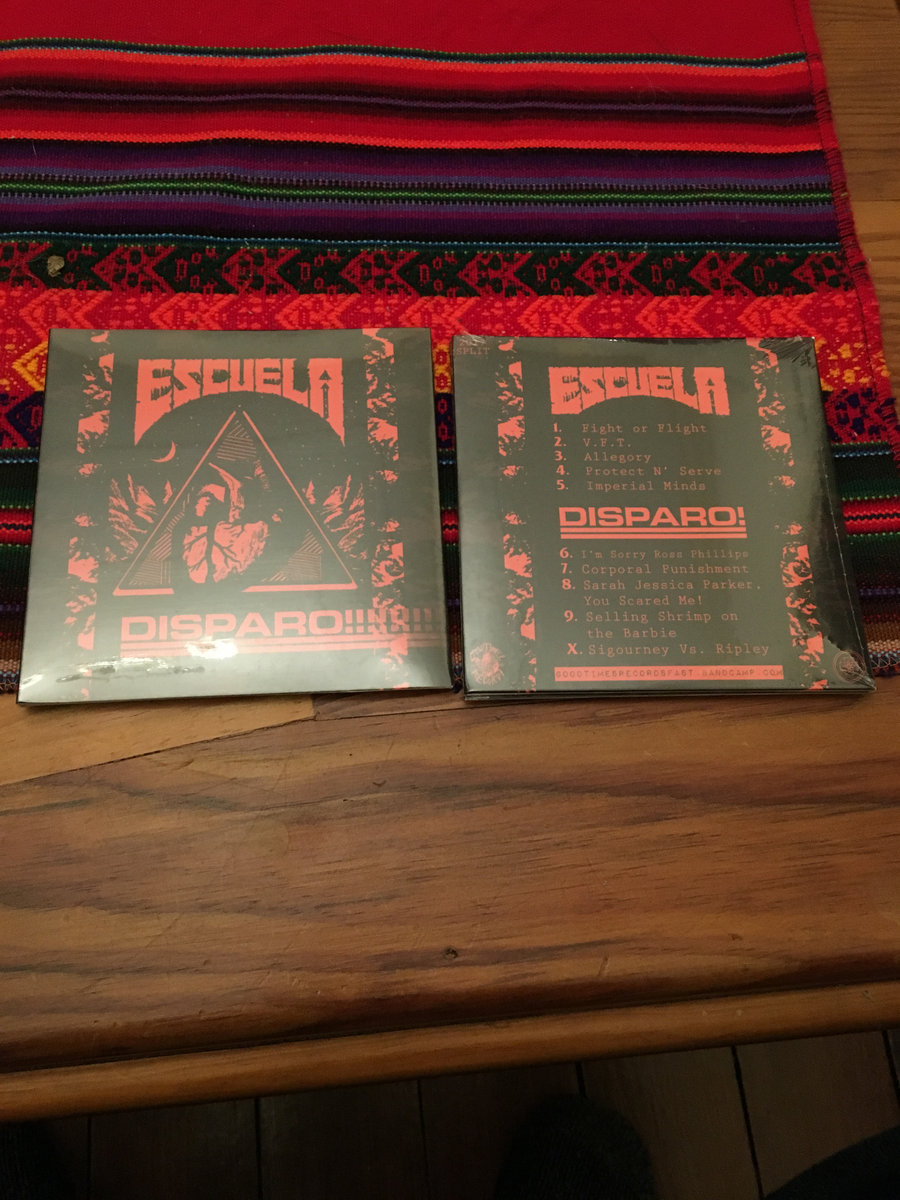 ESCUELA
DISPARO!!!!!!!
SPLIT
ESCUELA
1. Fight or Flight
2. V.F.T.
3. Allegory
4. Protect N' Serve
5. Imperial Minds
DISPARO!
6. I'm Sorry Ross Phillips
7. Corporal Funishment
8. Sarah Jessica Parker,
You Scared Me!
9. Selling Shrimp on
the Barbie
X. Sigourney Vs. Ripley
GOODTIMESRECORDSFAST.BANDCAMP.COM